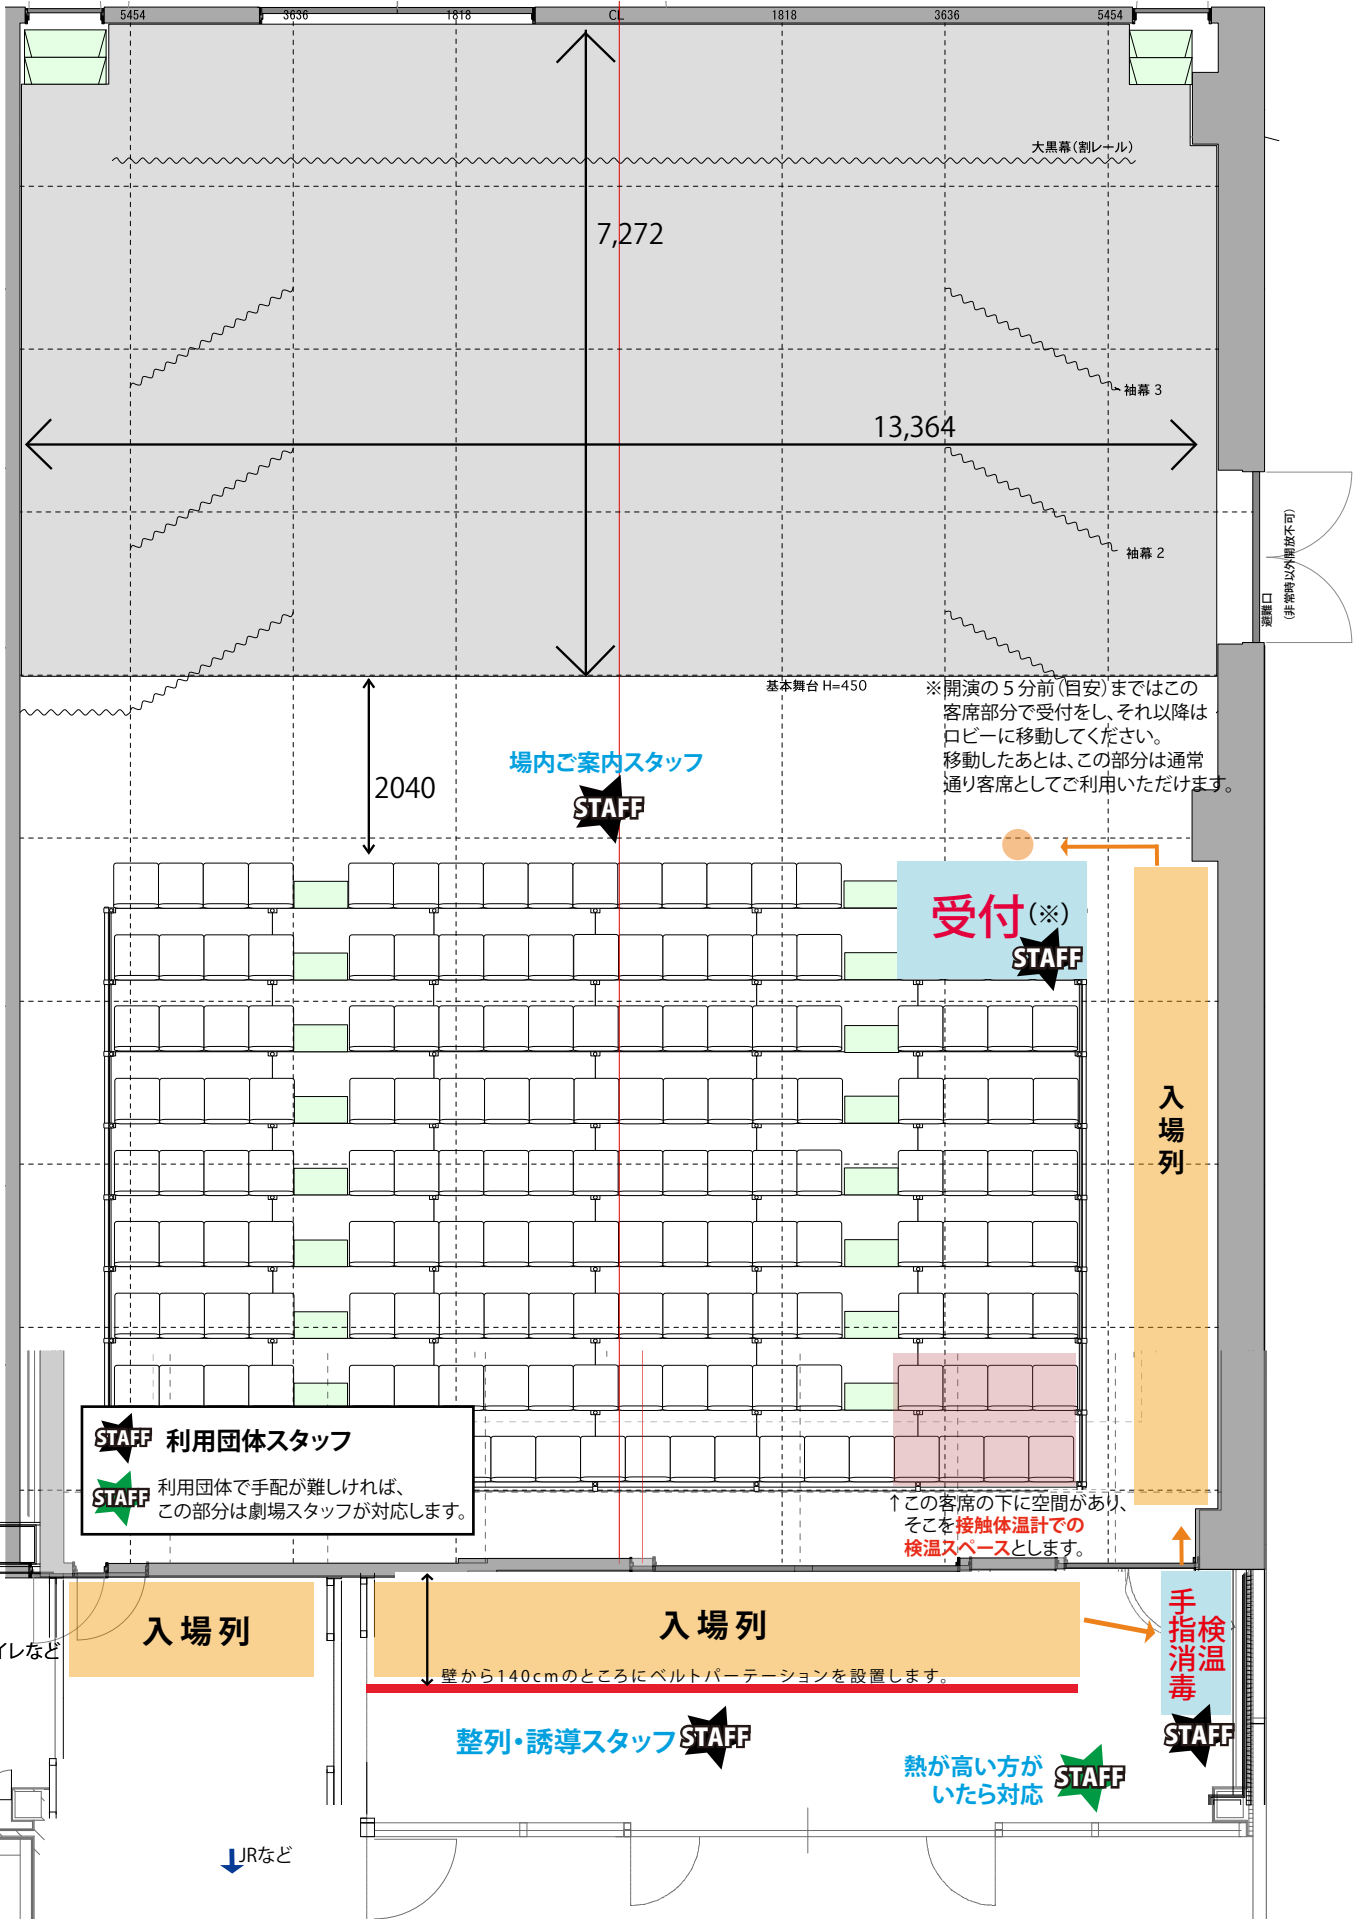 5454
3636
1818
CL
1818
3636
5454
大黒幕(割レール)
7,272
袖幕 3
13,364
袖幕 2
避難口
(非常時以外開放不可)
基本舞台 H=450
※開演の 5 分前(目安)まではこの
客席部分で受付をし、それ以降は
ロビーに移動してください。
移動したあとは、この部分は通常
通り客席としてご利用いただけます。
場内ご案内スタッフ
STAFF
2040
受付(※)
STAFF
入場列
STAFF 利用団体スタッフ
STAFF 利用団体で手配が難しければ、
この部分は劇場スタッフが対応します。
↑この客席の下に空間があり、
そこを接触体温計での
検温スペースとします。
入場列
入場列
手指消毒
検温
イレなど
壁から140cmのところにベルトパーテーションを設置します。
整列・誘導スタッフ STAFF
STAFF
熱が高い方が
いたら対応
STAFF
JRなど